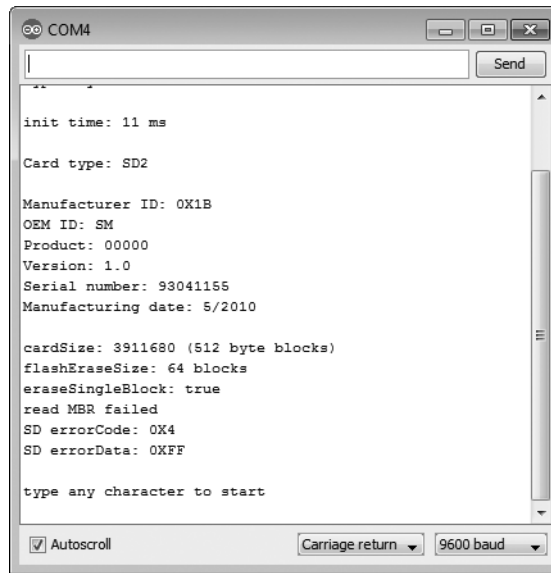 COM4
Send
init time: 11 ms
Card type: SD2
Manufacturer ID: 0X1B
OEM ID: SM
Product: 00000
Version: 1.0
Serial number: 93041155
Manufacturing date: 5/2010
cardSize: 3911680 (512 byte blocks)
flashEraseSize: 64 blocks
eraseSingleBlock: true
read MBR failed
SD errorCode: 0X4
SD errorData: 0XFF
type any character to start
Autoscroll
Carriage return
9600 baud